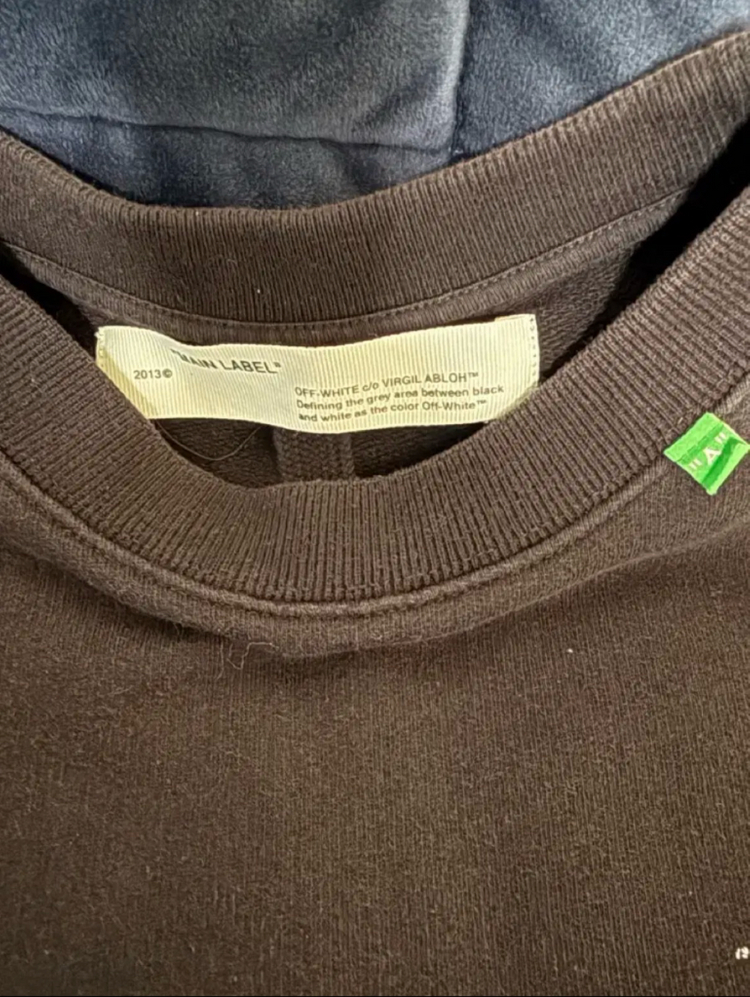 "MAIN LABEL"
2013©
OFF-WHITE c/o VIRGIL ABLOH™
Defining the grey area between black
and white as the color Off-White™
"A"